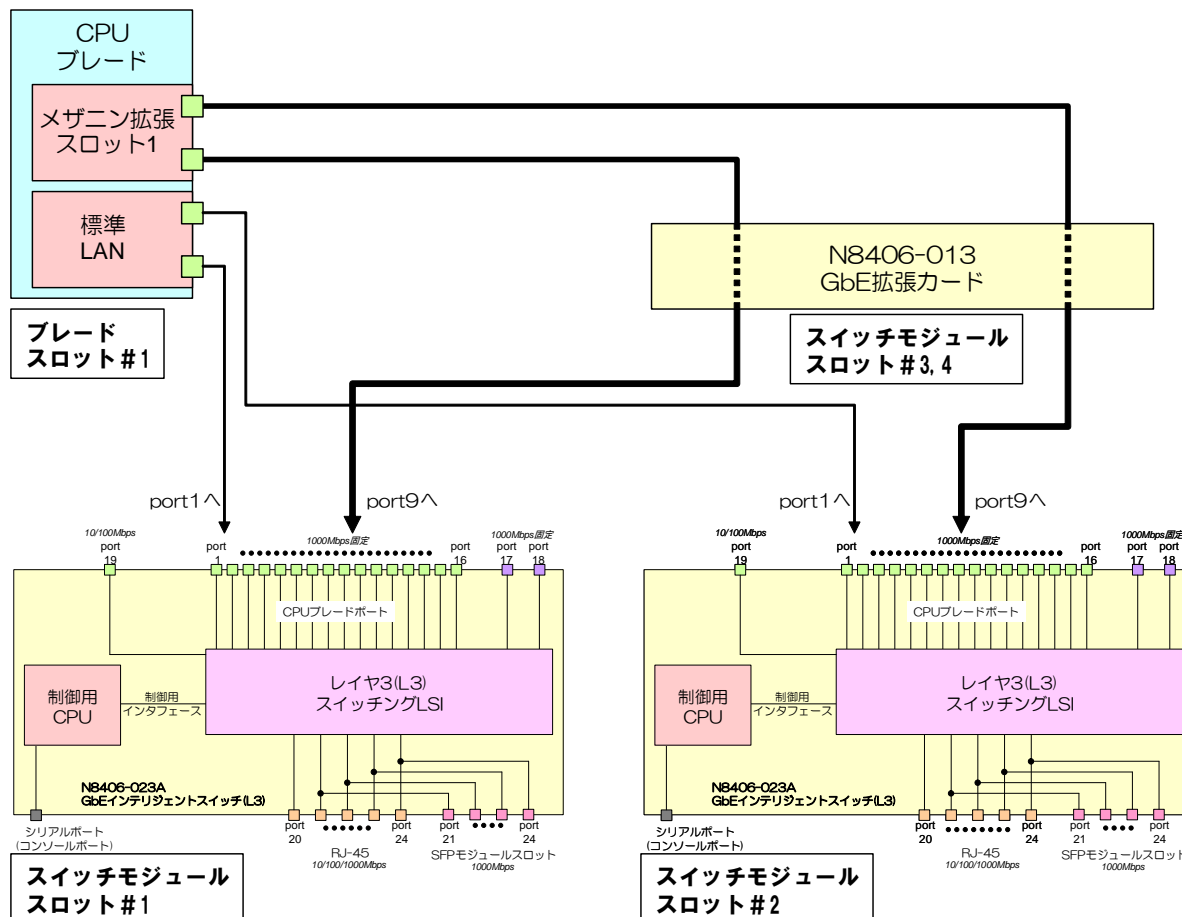 CPU
ブレード
メザニン拡張
スロット1
標準
LAN
ブレード
スロット#1
N8406-013
GbE拡張カード
スイッチモジュール
スロット#3,4
port1へ
port9へ
port1へ
port9へ
10/100Mbps
port
19
port
1
1000Mbps固定
port
16
1000Mbps固定
port
17
port
18
CPUブレードポート
制御用
CPU
制御用
インタフェース
レイヤ3(L3)
スイッチングLSI
N8406-023A
GbEインテリジェントスイッチ(L3)
シリアルポート
(コンソールポート)
port
20
port
24
RJ-45
10/100/1000Mbps
port
21
port
24
SFPモジュールスロット
1000Mbps
スイッチモジュール
スロット#1
10/100Mbps
port
19
port
1
1000Mbps固定
port
16
1000Mbps固定
port
17
port
18
CPUブレードポート
制御用
CPU
制御用
インタフェース
レイヤ3(L3)
スイッチングLSI
N8406-023A
GbEインテリジェントスイッチ(L3)
シリアルポート
(コンソールポート)
port
20
port
24
RJ-45
10/100/1000Mbps
port
21
port
24
SFPモジュールスロット
1000Mbps
スイッチモジュール
スロット#2